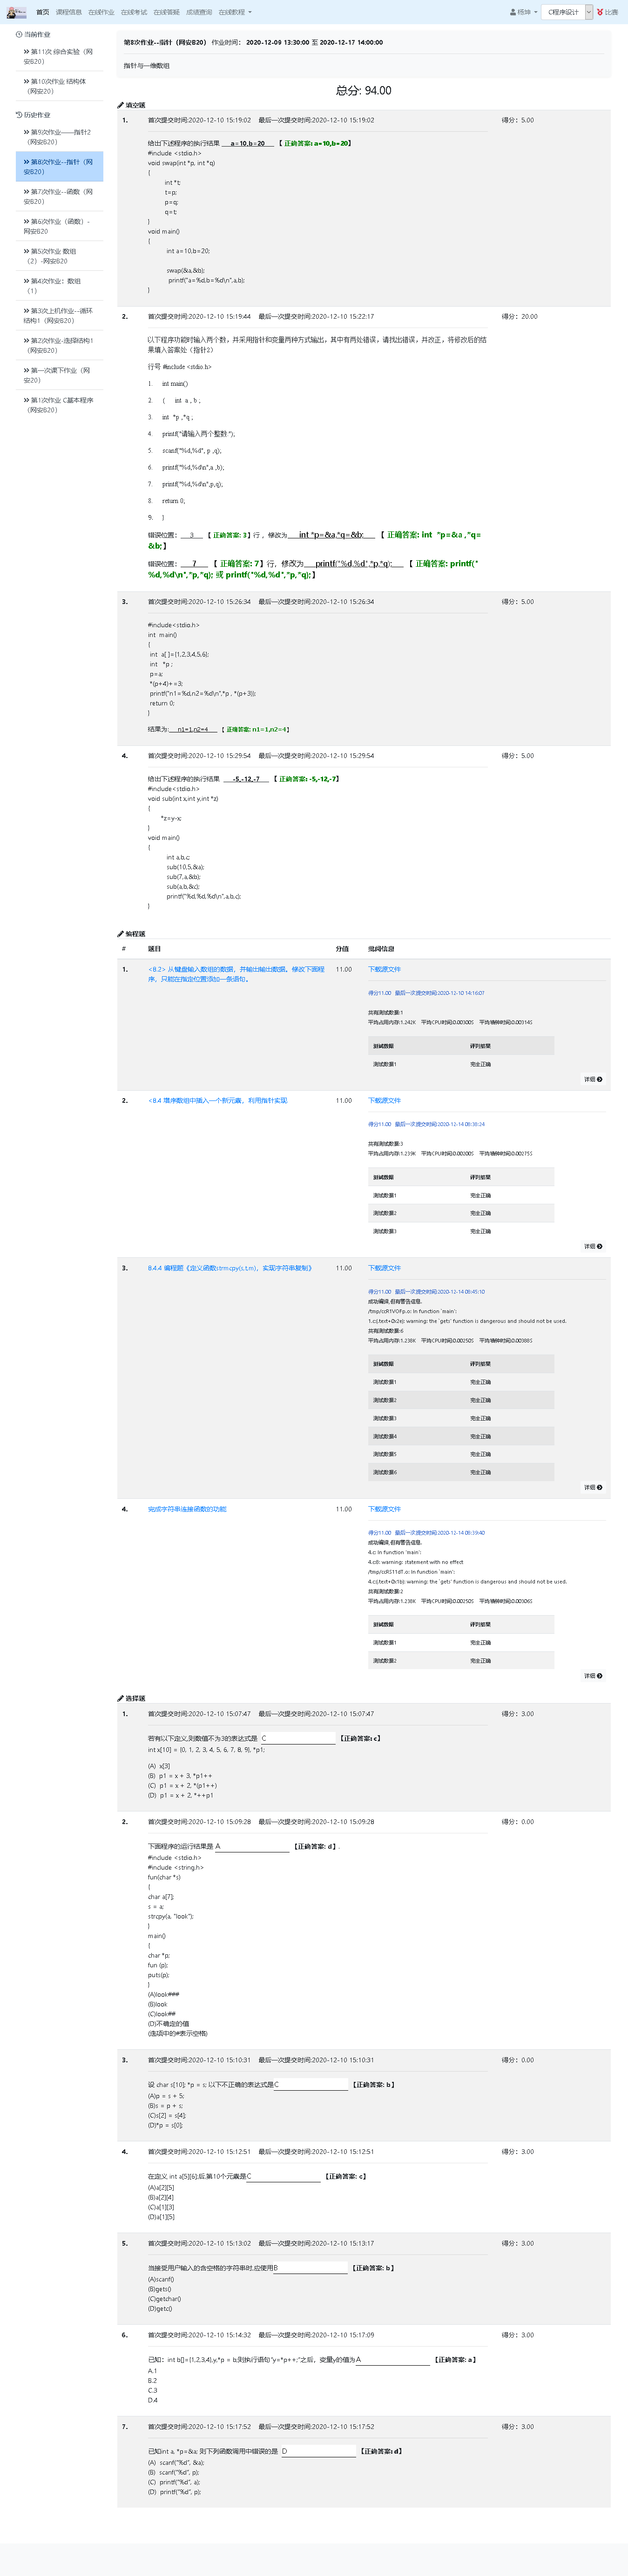 首页 课程信息 在线作业 在线考试 在线答疑 成绩查询 在线教程
杨坤 C程序设计 比赛
当前作业
第11次 综合实验（网安B20）
第10次作业 结构体（网安20）
历史作业
第9次作业——指针2（网安B20）
第8次作业--指针（网安B20）
第7次作业--函数（网安B20）
第6次作业（函数）-网安B20
第5次作业 数组（2）-网安B20
第4次作业：数组（1）
第3次上机作业--循环结构1（网安B20）
第2次作业-选择结构1（网安B20）
第一次课下作业（网安20）
第1次作业 C基本程序（网安B20）
第8次作业--指针（网安B20） 作业时间： 2020-12-09 13:30:00 至 2020-12-17 14:00:00
指针与一维数组
总分: 94.00
填空题
1. 首次提交时间:2020-12-10 15:19:02 最后一次提交时间:2020-12-10 15:19:02 得分：5.00
给出下述程序的执行结果 a=10,b=20 【 正确答案: a=10,b=20】
#include <stdio.h>
void swap(int *p, int *q)
{
int *t;
t=p;
p=q;
q=t;
}
void main()
{
int a=10,b=20;
swap(&a,&b);
printf("a=%d,b=%d\n",a,b);
}
2. 首次提交时间:2020-12-10 15:19:44 最后一次提交时间:2020-12-10 15:22:17 得分：20.00
以下程序功能时输入两个数，并采用指针和变量两种方式输出，其中有两处错误，请找出错误，并改正，将修改后的结
果填入答案处（指针2）
行号 #include <stdio.h>
1. int main()
2. { int a , b ;
3. int *p ,*q ;
4. printf("请输入两个整数:");
5. scanf("%d,%d", p ,q);
6. printf("%d,%d\n",a ,b);
7. printf("%d,%d\n",p,q);
8. return 0;
9. }
错误位置： 3 【 正确答案: 3】行 ，修改为 int *p=&a,*q=&b; 【 正确答案: int *p=&a ,*q=
&b;】
错误位置： 7 【 正确答案: 7】行，修改为 printf("%d,%d",*p,*q); 【 正确答案: printf("
%d,%d\n",*p,*q); 或 printf("%d,%d",*p,*q);】
3. 首次提交时间:2020-12-10 15:26:34 最后一次提交时间:2020-12-10 15:26:34 得分：5.00
#include<stdio.h>
int main()
{
int a[ ]={1,2,3,4,5,6};
int *p ;
p=a;
*(p+4)+=3;
printf("n1=%d,n2=%d\n",*p , *(p+3));
return 0;
}
结果为: n1=1,n2=4 【 正确答案: n1=1,n2=4】
4. 首次提交时间:2020-12-10 15:29:54 最后一次提交时间:2020-12-10 15:29:54 得分：5.00
给出下述程序的执行结果 -5,-12,-7 【 正确答案: -5,-12,-7】
#include<stdio.h>
void sub(int x,int y,int *z)
{
*z=y-x;
}
void main()
{
int a,b,c;
sub(10,5,&a);
sub(7,a,&b);
sub(a,b,&c);
printf("%d,%d,%d\n",a,b,c);
}
编程题
# 题目 分值 批阅信息
1. <8.2> 从键盘输入数组的数据，并输出输出数据。修改下面程序，只能在指定位置添加一条语句。 11.00 下载源文件
得分11.00 最后一次提交时间:2020-12-10 14:16:07
共有测试数据:1
平均占用内存:1.242K 平均CPU时间:0.00300S 平均墙钟时间:0.00314S
测试数据 评判结果
测试数据1 完全正确
详细
2. <8.4 增序数组中插入一个新元素，利用指针实现 11.00 下载源文件
得分11.00 最后一次提交时间:2020-12-14 08:38:24
共有测试数据:3
平均占用内存:1.239K 平均CPU时间:0.00200S 平均墙钟时间:0.00215S
测试数据 评判结果
测试数据1 完全正确
测试数据2 完全正确
测试数据3 完全正确
详细
3. 8.4.4 编程题《定义函数strmcpy(s,t,m)，实现字符串复制》 11.00 下载源文件
得分11.00 最后一次提交时间:2020-12-14 08:45:10
成功编译,但有警告信息.
/tmp/ccR1VOFp.o: In function `main':
1.c:(.text+0x2e): warning: the `gets' function is dangerous and should not be used.
共有测试数据:6
平均占用内存:1.238K 平均CPU时间:0.00250S 平均墙钟时间:0.00388S
测试数据 评判结果
测试数据1 完全正确
测试数据2 完全正确
测试数据3 完全正确
测试数据4 完全正确
测试数据5 完全正确
测试数据6 完全正确
详细
4. 完成字符串连接函数的功能 11.00 下载源文件
得分11.00 最后一次提交时间:2020-12-14 08:39:40
成功编译,但有警告信息.
4.c: In function 'main':
4.c:8: warning: statement with no effect
/tmp/ccRS11dT.o: In function `main':
4.c:(.text+0x1b): warning: the `gets' function is dangerous and should not be used.
共有测试数据:2
平均占用内存:1.238K 平均CPU时间:0.00250S 平均墙钟时间:0.00306S
测试数据 评判结果
测试数据1 完全正确
测试数据2 完全正确
详细
选择题
1. 首次提交时间:2020-12-10 15:07:47 最后一次提交时间:2020-12-10 15:07:47 得分：3.00
若有以下定义,则数值不为3的表达式是 C 【正确答案: c】
int x[10] = {0, 1, 2, 3, 4, 5, 6, 7, 8, 9}, *p1;
(A) x[3]
(B) p1 = x + 3, *p1++
(C) p1 = x + 2, *(p1++)
(D) p1 = x + 2, *++p1
2. 首次提交时间:2020-12-10 15:09:28 最后一次提交时间:2020-12-10 15:09:28 得分：0.00
下面程序的运行结果是 A 【正确答案: d】.
#include <stdio.h>
#include <string.h>
fun(char *s)
{
char a[7];
s = a;
strcpy(a, "look");
}
main()
{
char *p;
fun (p);
puts(p);
}
(A)look###
(B)look
(C)look##
(D)不确定的值
(选项中的#表示空格)
3. 首次提交时间:2020-12-10 15:10:31 最后一次提交时间:2020-12-10 15:10:31 得分：0.00
设 char s[10]; *p = s; 以下不正确的表达式是C 【正确答案: b】
(A)p = s + 5;
(B)s = p + s;
(C)s[2] = s[4];
(D)*p = s[0];
4. 首次提交时间:2020-12-10 15:12:51 最后一次提交时间:2020-12-10 15:12:51 得分：3.00
在定义 int a[5][6];后,第10个元素是C 【正确答案: c】
(A)a[2][5]
(B)a[2][4]
(C)a[1][3]
(D)a[1][5]
5. 首次提交时间:2020-12-10 15:13:02 最后一次提交时间:2020-12-10 15:13:17 得分：3.00
当接受用户输入的含空格的字符串时,应使用B 【正确答案: b】
(A)scanf()
(B)gets()
(C)getchar()
(D)getc()
6. 首次提交时间:2020-12-10 15:14:32 最后一次提交时间:2020-12-10 15:17:09 得分：3.00
已知：int b[]={1,2,3,4},y,*p = b;则执行语句"y=*p++;"之后，变量y的值为A 【正确答案: a】
A.1
B.2
C.3
D.4
7. 首次提交时间:2020-12-10 15:17:52 最后一次提交时间:2020-12-10 15:17:52 得分：3.00
已知int a, *p=&a; 则下列函数调用中错误的是 D 【正确答案: d】
(A) scanf("%d", &a);
(B) scanf("%d", p);
(C) printf("%d", a);
(D) printf("%d", p);